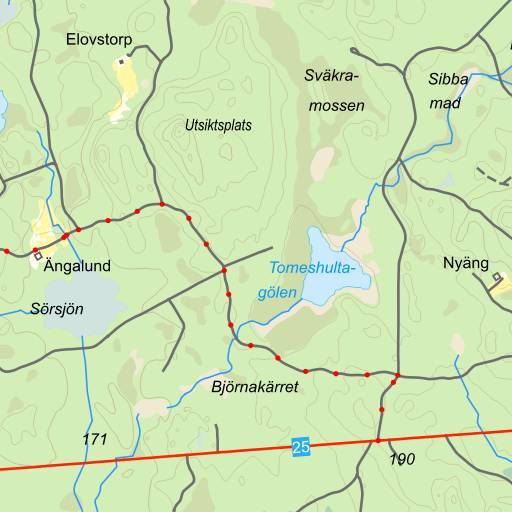 Elovstorp
Sväkra-
mossen
Sibba
mad
Utsiktsplats
Ängalund
Tomeshulta-
gölen
Nyäng
Sörsjön
Björnakärret
171
25
190